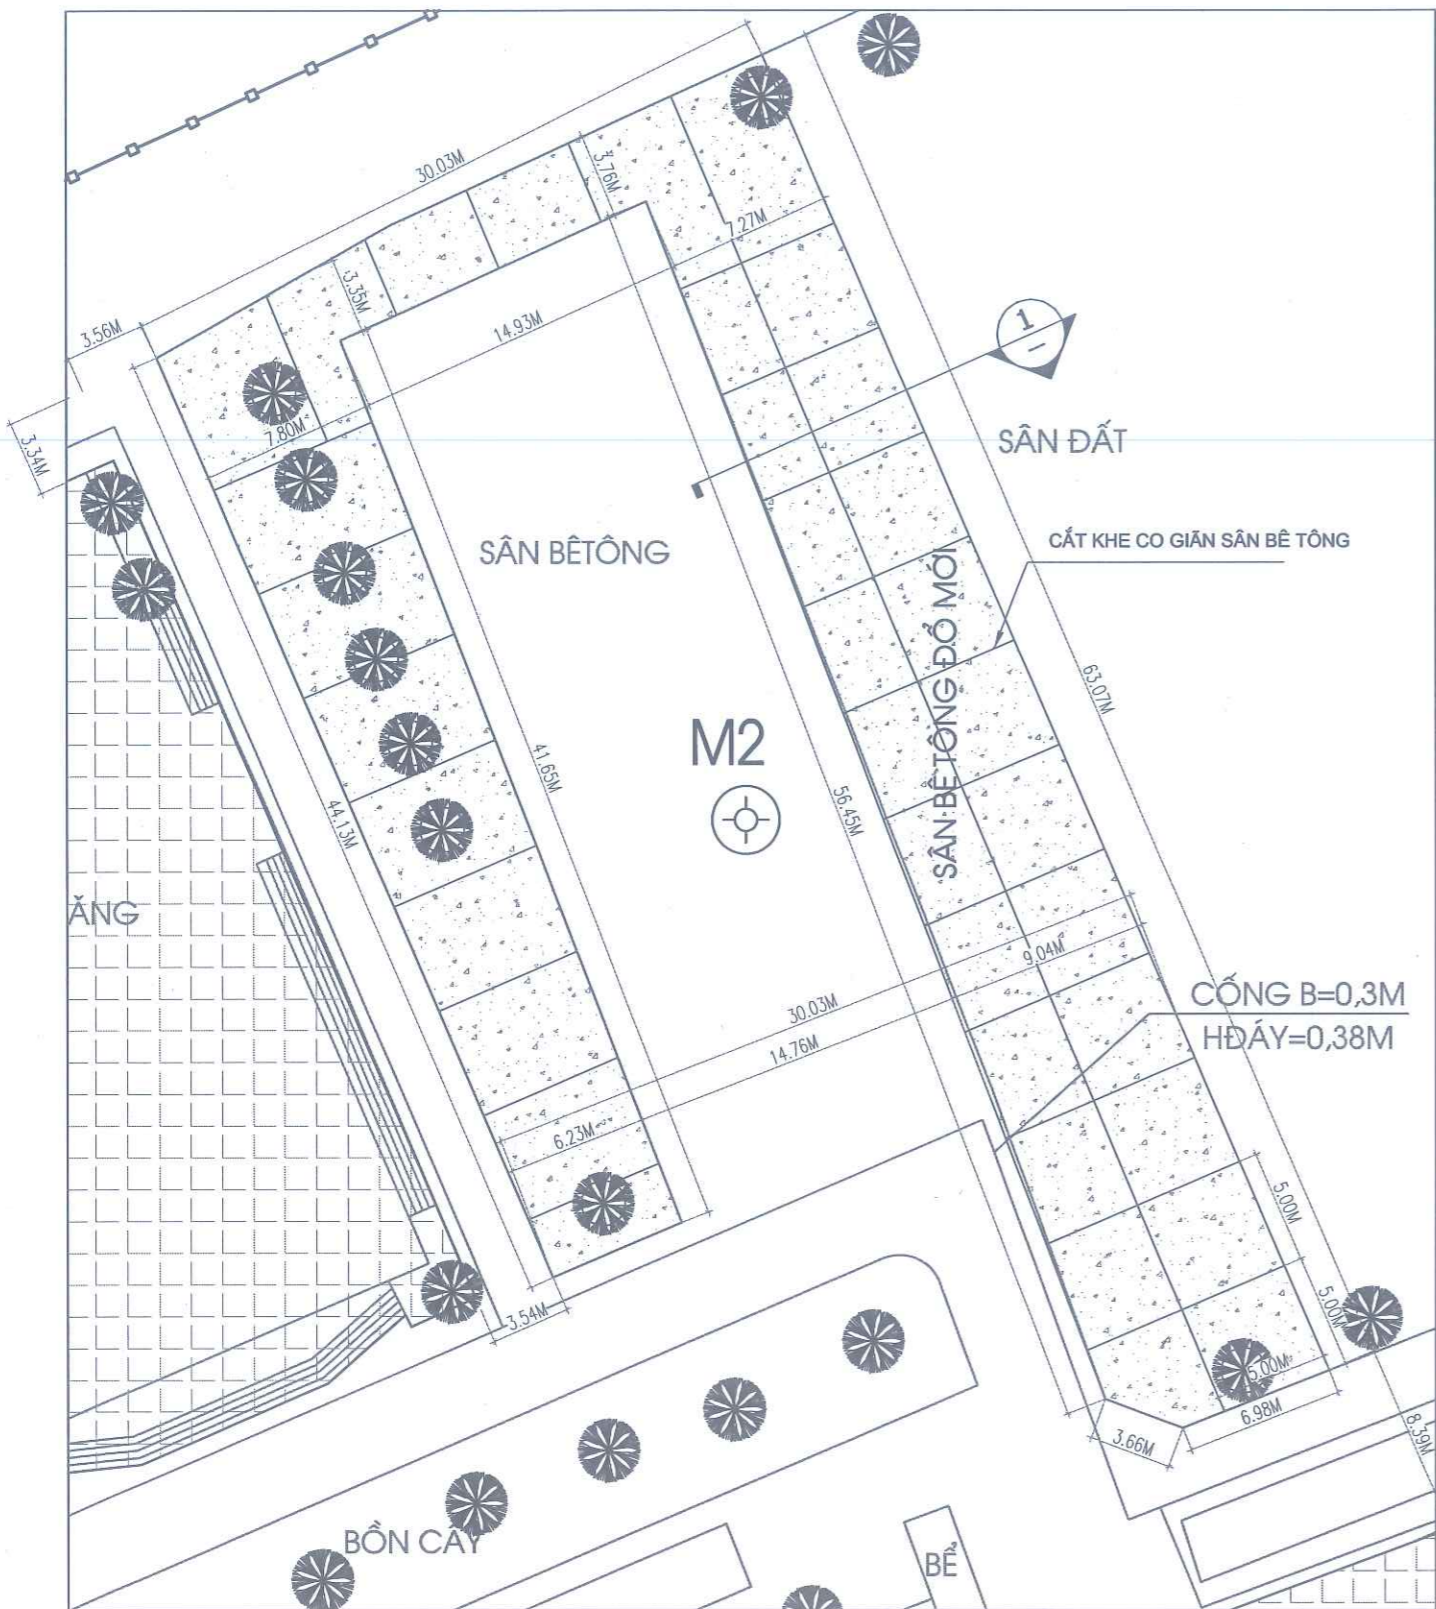 30.03M
3.76M
7.27M
3.35M
3.56M
14.93M
1
3.34M
7.80M
SÂN ĐẤT
SÂN BÊTÔNG
CẮT KHE CO GIÃN SÂN BÊ TÔNG
SÂN BÊTÔNG ĐỔ MỚI
63.07M
M2
41.65M
44.13M
56.45M
ĂNG
9.04M
CỐNG B=0,3M
HĐÁY=0,38M
30.03M
14.76M
6.23M
5.00M
5.00M
3.54M
5.00M
6.98M
3.66M
8.39M
BỒN CÂY
BỂ